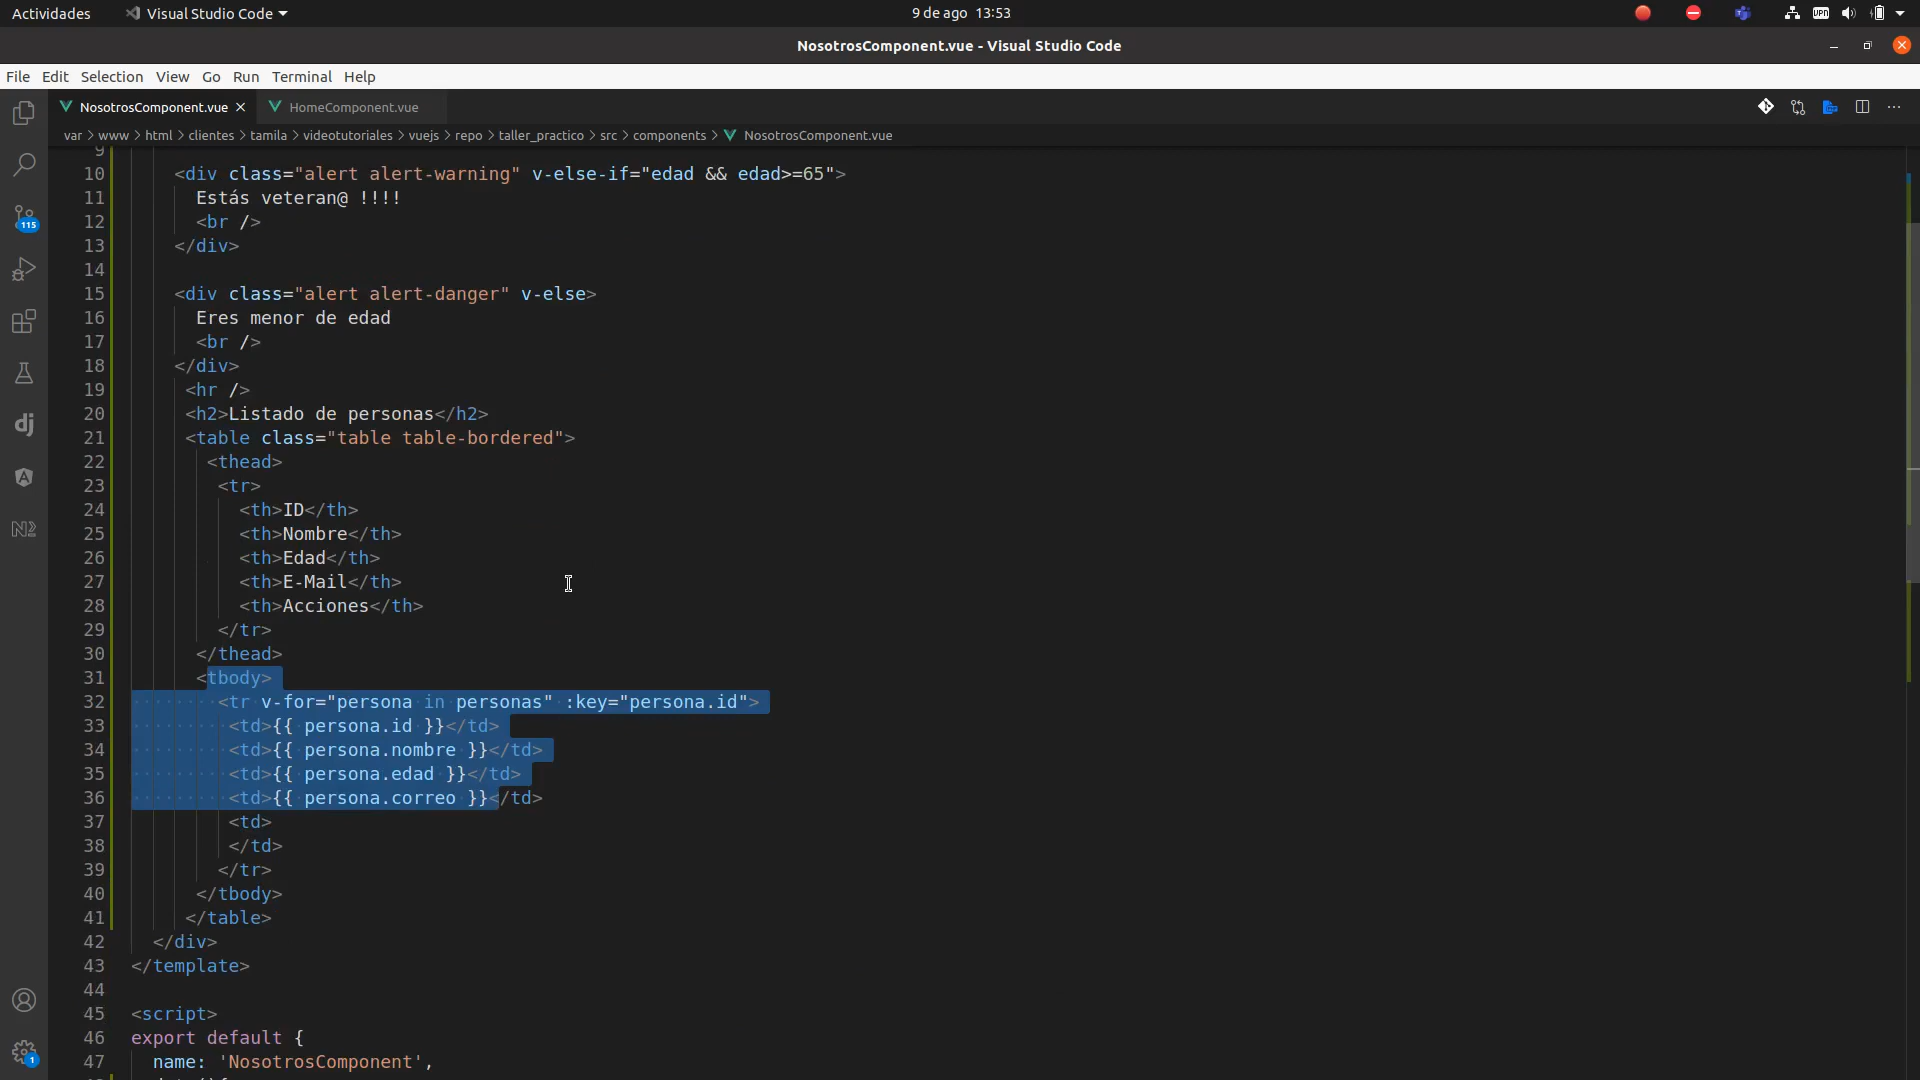 Actividades Visual Studio Code 9 de ago 13:53 VPN
NosotrosComponent.vue - Visual Studio Code
File Edit Selection View Go Run Terminal Help
NosotrosComponent.vue HomeComponent.vue
var > www > html > clientes > tamila > videotutoriales > vuejs > repo > taller_practico > src > components > NosotrosComponent.vue
9
10 <div class="alert alert-warning" v-else-if="edad && edad>=65">
11 Estás veteran@ !!!!
12 <br />
13 </div>
14
15 <div class="alert alert-danger" v-else>
16 Eres menor de edad
17 <br />
18 </div>
19 <hr />
20 <h2>Listado de personas</h2>
21 <table class="table table-bordered">
22 <thead>
23 <tr>
24 <th>ID</th>
25 <th>Nombre</th>
26 <th>Edad</th>
27 <th>E-Mail</th>
28 <th>Acciones</th>
29 </tr>
30 </thead>
31 <tbody>
32 <tr v-for="persona in personas" :key="persona.id">
33 <td>{{ persona.id }}</td>
34 <td>{{ persona.nombre }}</td>
35 <td>{{ persona.edad }}</td>
36 <td>{{ persona.correo }}</td>
37 <td>
38 </td>
39 </tr>
40 </tbody>
41 </table>
42 </div>
43 </template>
44
45 <script>
46 export default {
47 name: 'NosotrosComponent',
115
dj
N2
1